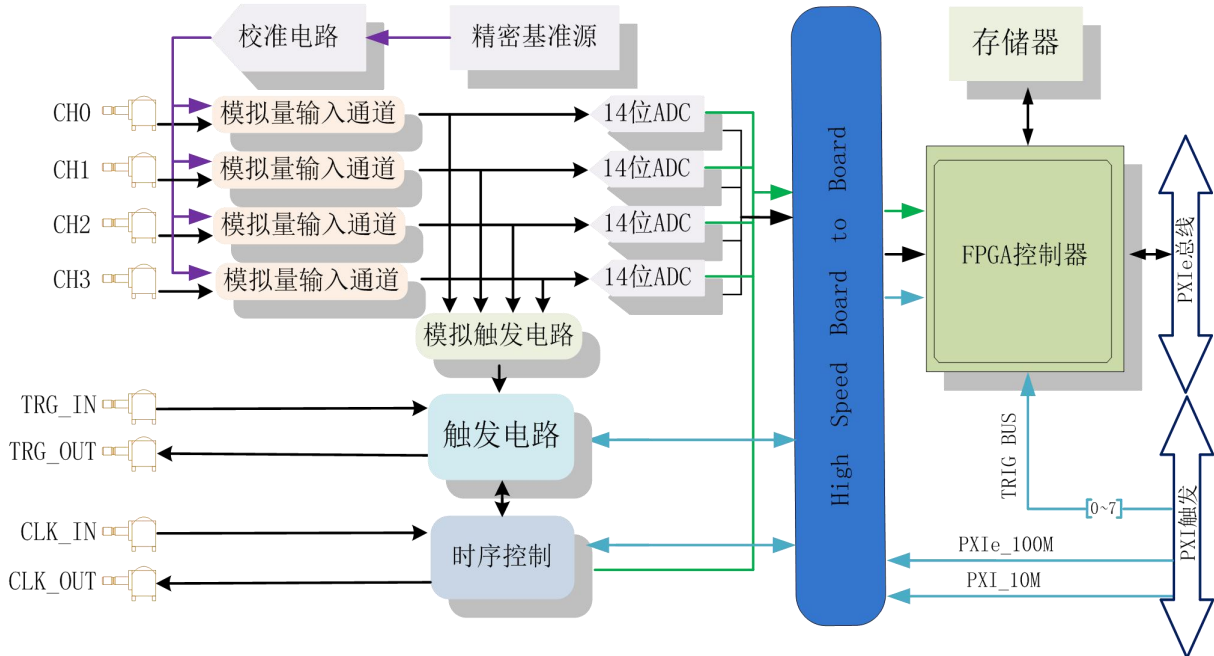 校准电路
精密基准源
存储器
CH0
模拟量输入通道
14位ADC
CH1
模拟量输入通道
14位ADC
CH2
模拟量输入通道
14位ADC
CH3
模拟量输入通道
14位ADC
High Speed Board to Board
FPGA控制器
PXIe总线
模拟触发电路
TRG_IN
TRG_OUT
触发电路
TRIG BUS
[0~7]
PXI触发
CLK_IN
CLK_OUT
时序控制
PXIe_100M
PXI_10M